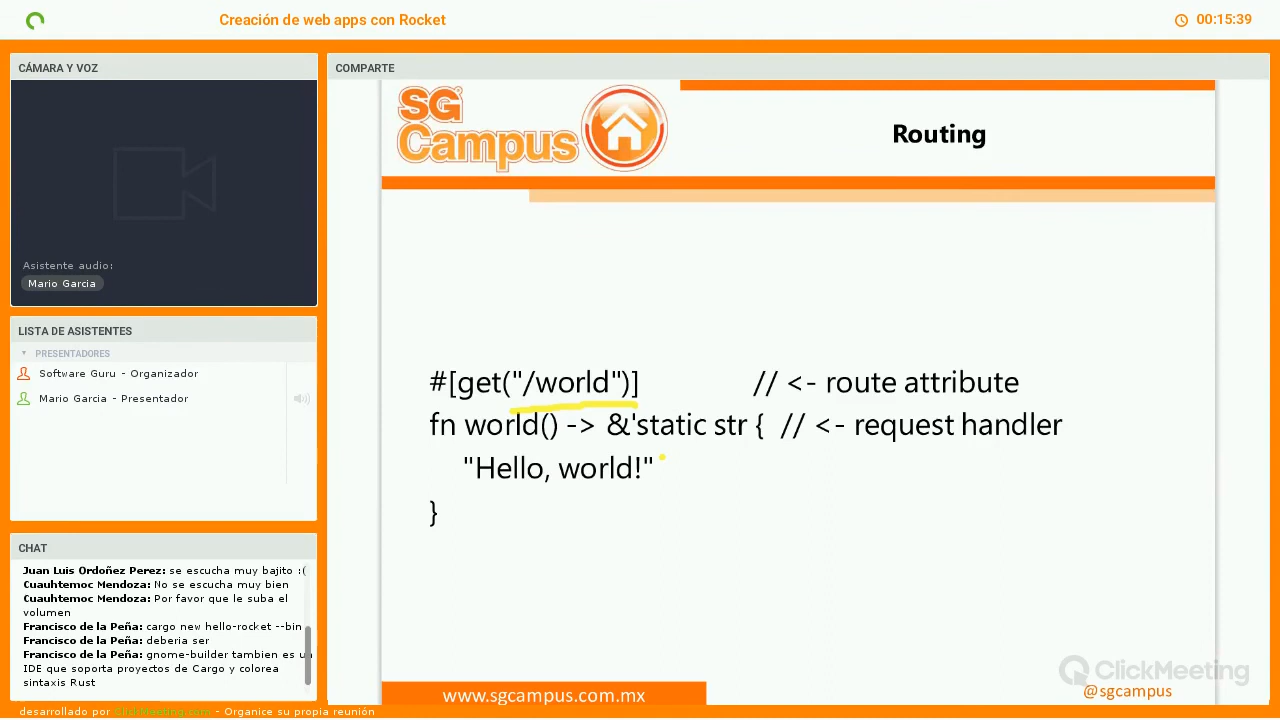 Creación de web apps con Rocket
00:15:39
CÁMARA Y VOZ
Asistente audio:
Mario Garcia
LISTA DE ASISTENTES
PRESENTADORES
Software Guru - Organizador
Mario Garcia - Presentador
CHAT
Juan Luis Ordoñez Perez: se escucha muy bajito :(
Cuauhtemoc Mendoza: No se escucha muy bien
Cuauhtemoc Mendoza: Por favor que le suba el
volumen
Francisco de la Peña: cargo new hello-rocket --bin
Francisco de la Peña: deberia ser
Francisco de la Peña: gnome-builder tambien es un
IDE que soporta proyectos de Cargo y colorea
sintaxis Rust
COMPARTE
SG
Campus
Routing
#[get("/world")] // <- route attribute
fn world() -> &'static str { // <- request handler
"Hello, world!"
}
ClickMeeting
www.sgcampus.com.mx
@sgcampus
desarrollado por ClickMeeting.com - Organice su propia reunión